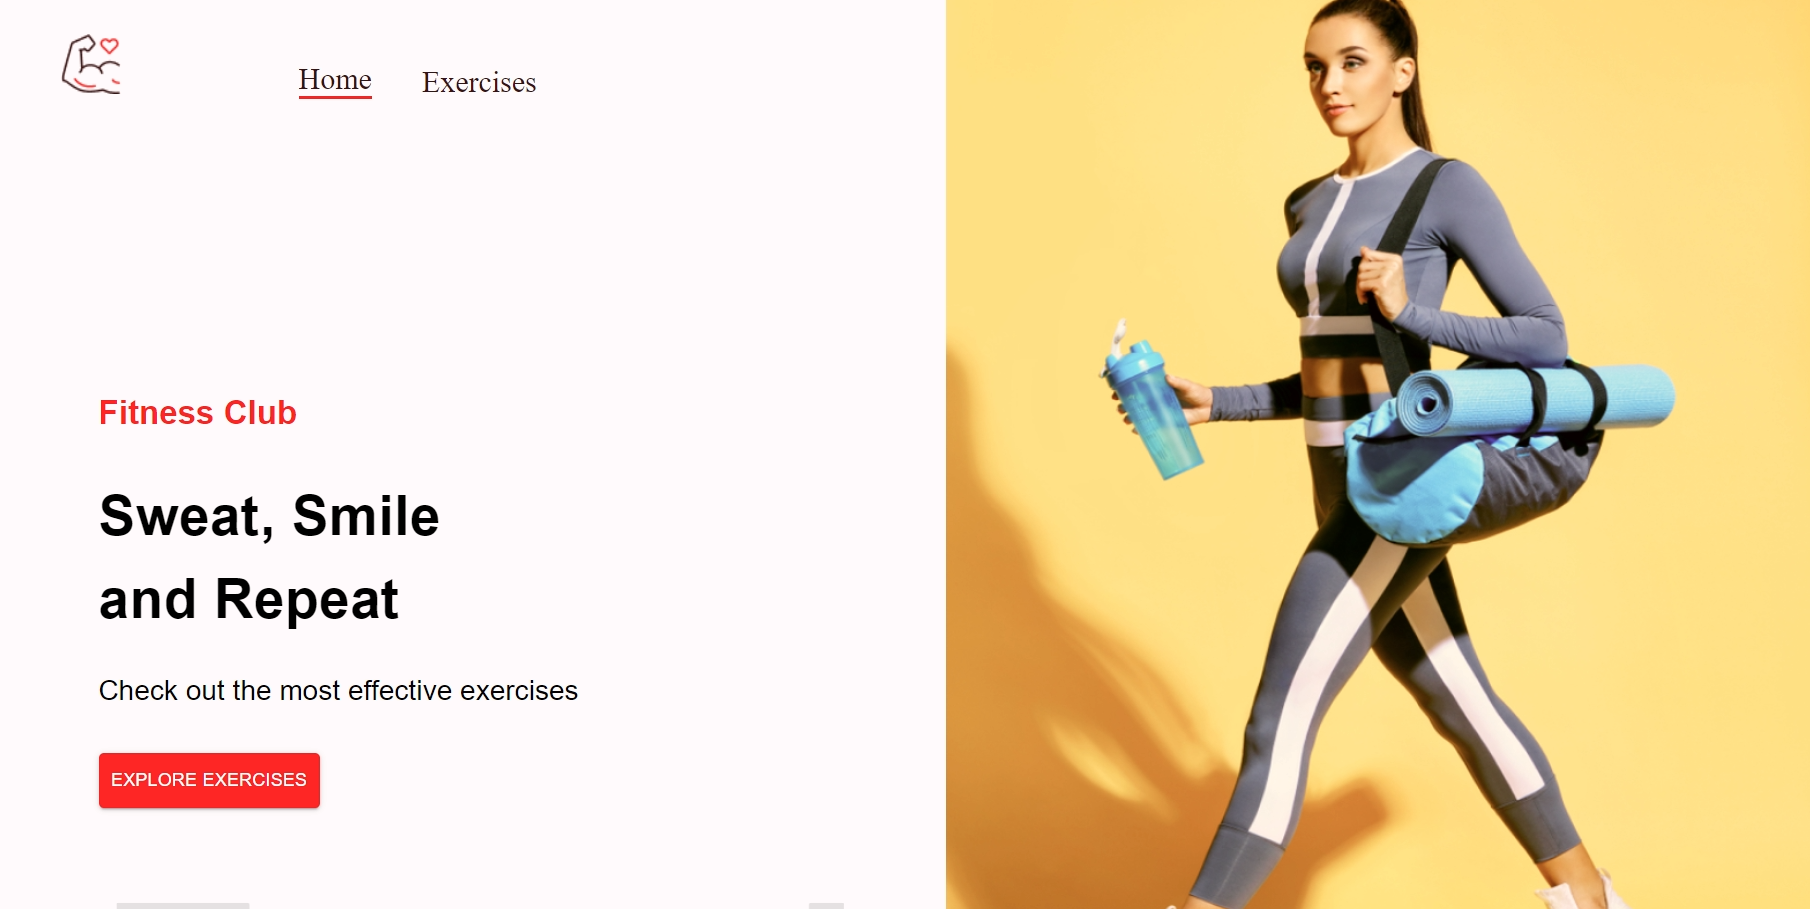 Home
Exercises
Fitness Club
Sweat, Smile
and Repeat
Check out the most effective exercises
EXPLORE EXERCISES